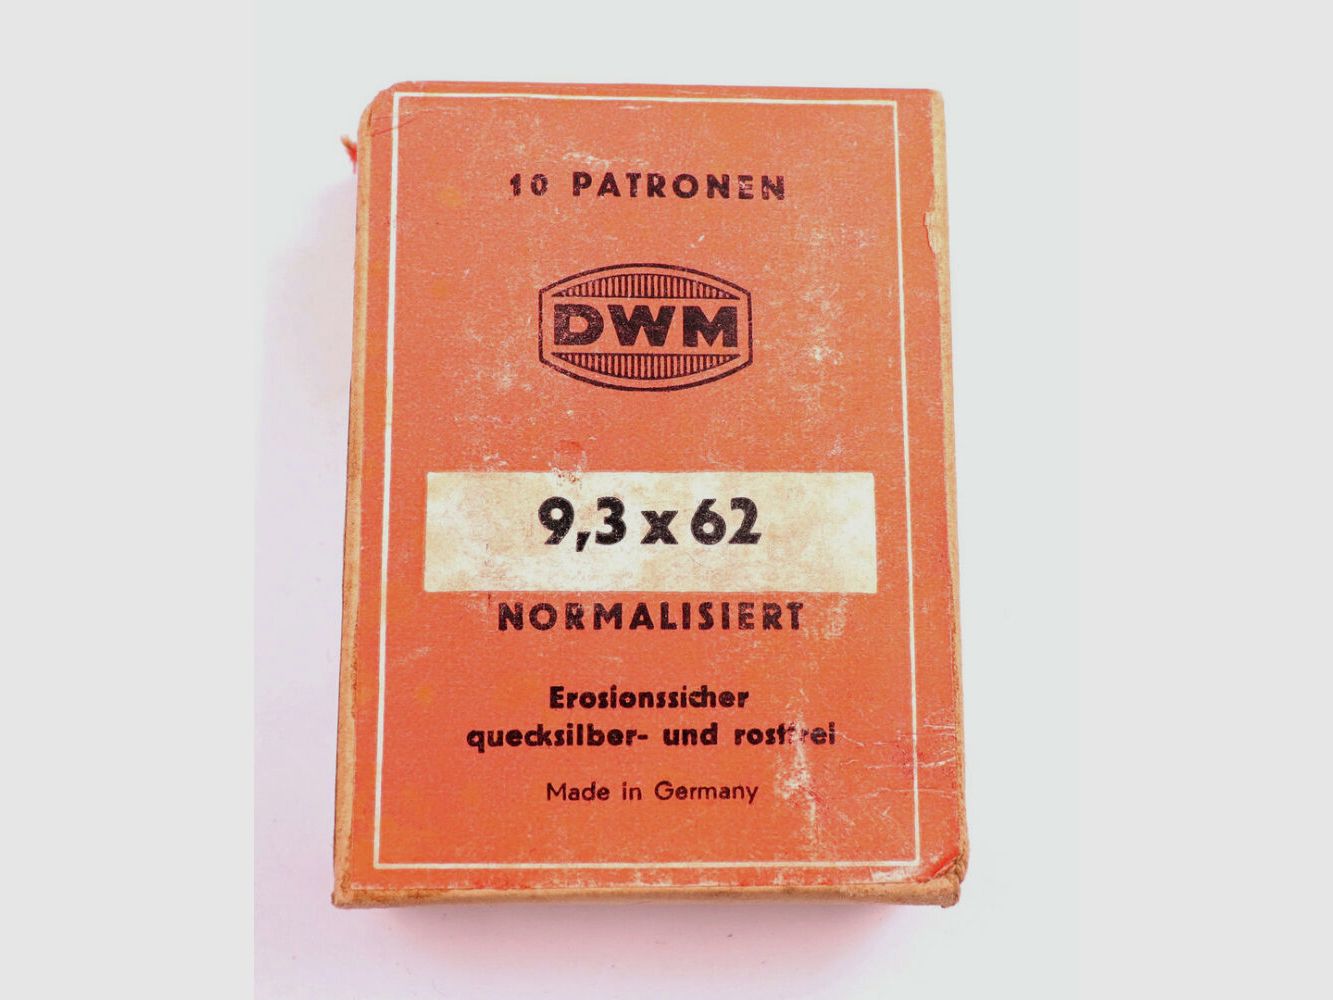 10 PATRONEN
DWM
9,3 x 62
NORMALISIERT
Erosionssicher
quecksilber- und rostfrei
Made in Germany